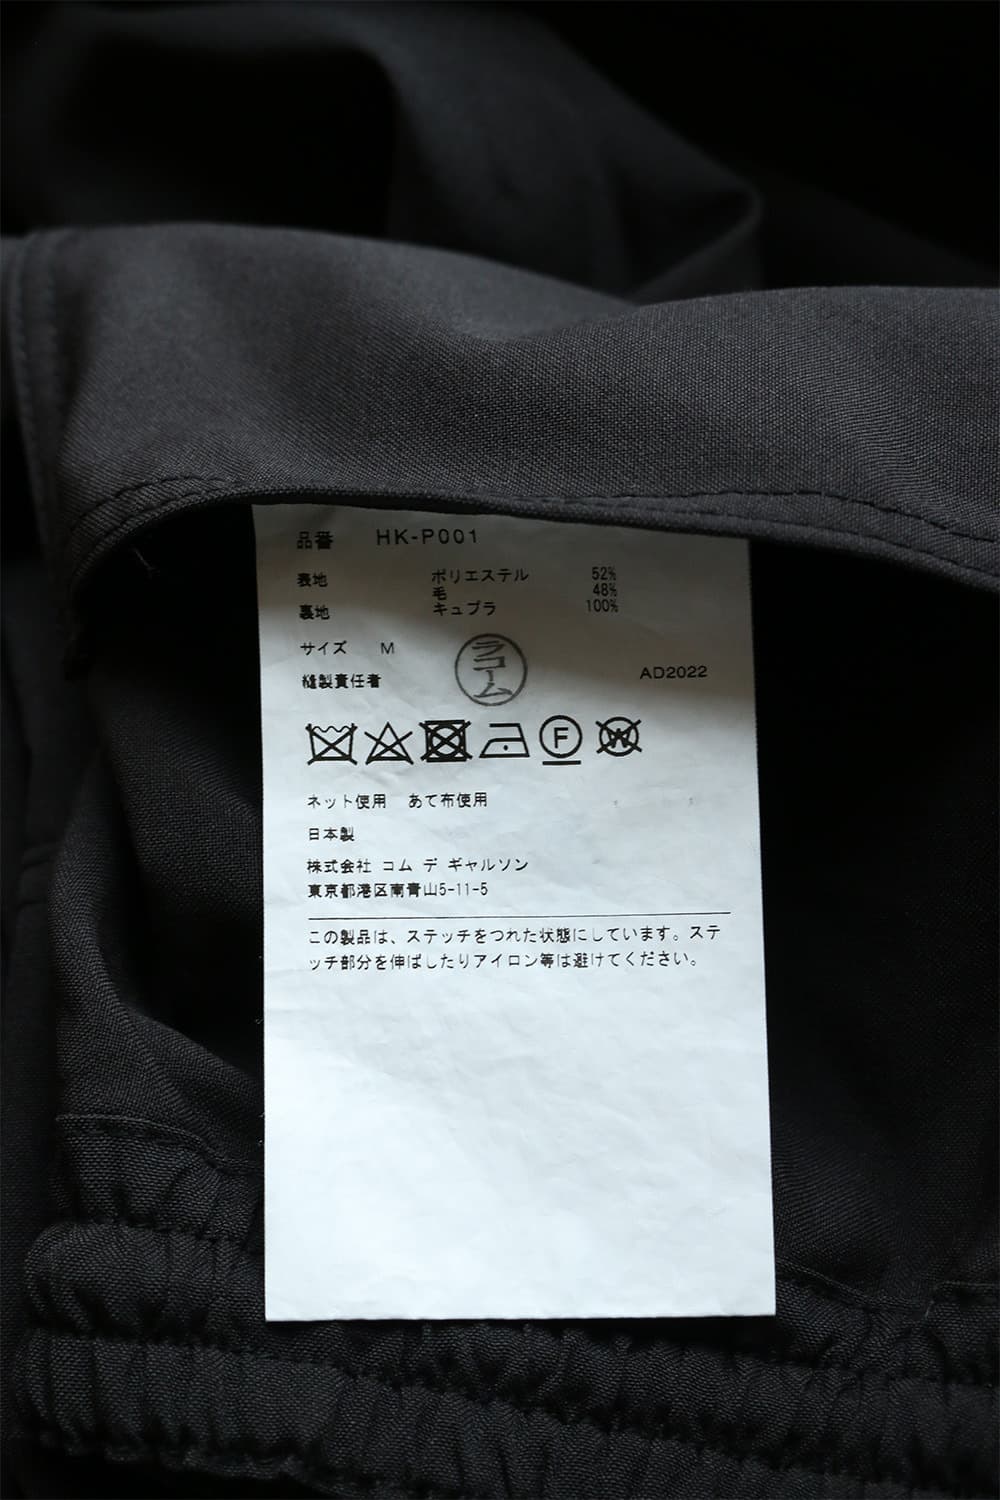 品番 HK-P001
表地 ポリエステル 52%
毛 48%
裏地 キュプラ 100%
サイズ M
縫製責任者 ラコーム AD2022
F W
ネット使用 あて布使用
日本製
株式会社 コム デ ギャルソン
東京都港区南青山5-11-5
この製品は、ステッチをつれた状態にしています。ステ
ッチ部分を伸ばしたりアイロン等は避けてください。